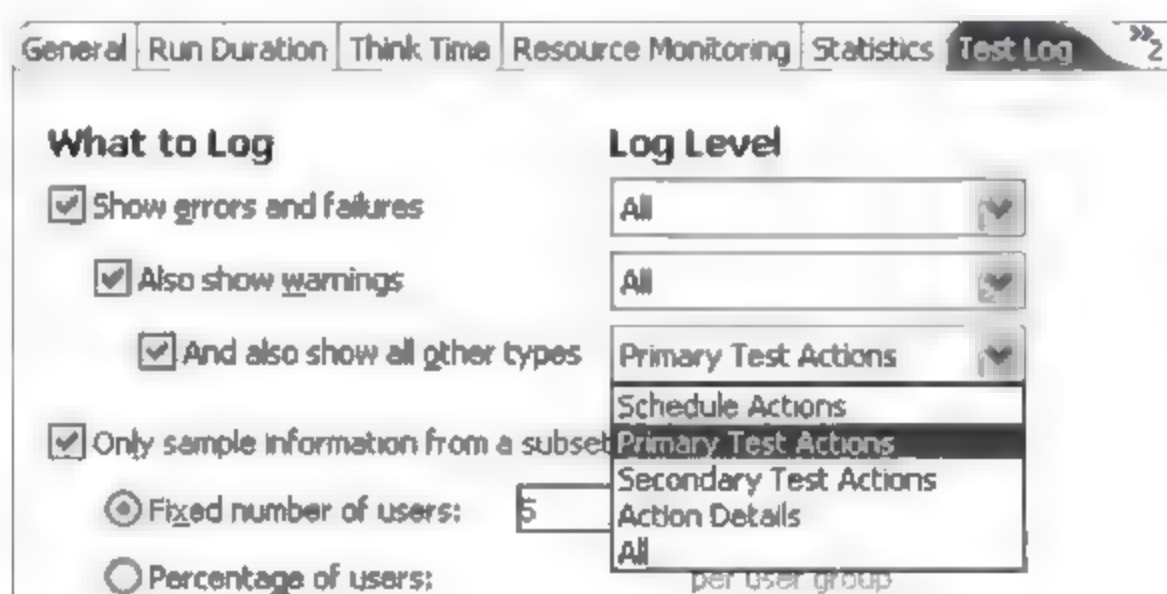 General Run Duration Think Time Resource Monitoring Statistics Test Log »2
What to Log Log Level
Show errors and failures All
Also show warnings All
And also show all other types Primary Test Actions
Schedule Actions
Only sample information from a subset Primary Test Actions
Secondary Test Actions
Fixed number of users: 5
Action Details
All
Percentage of users: per user group